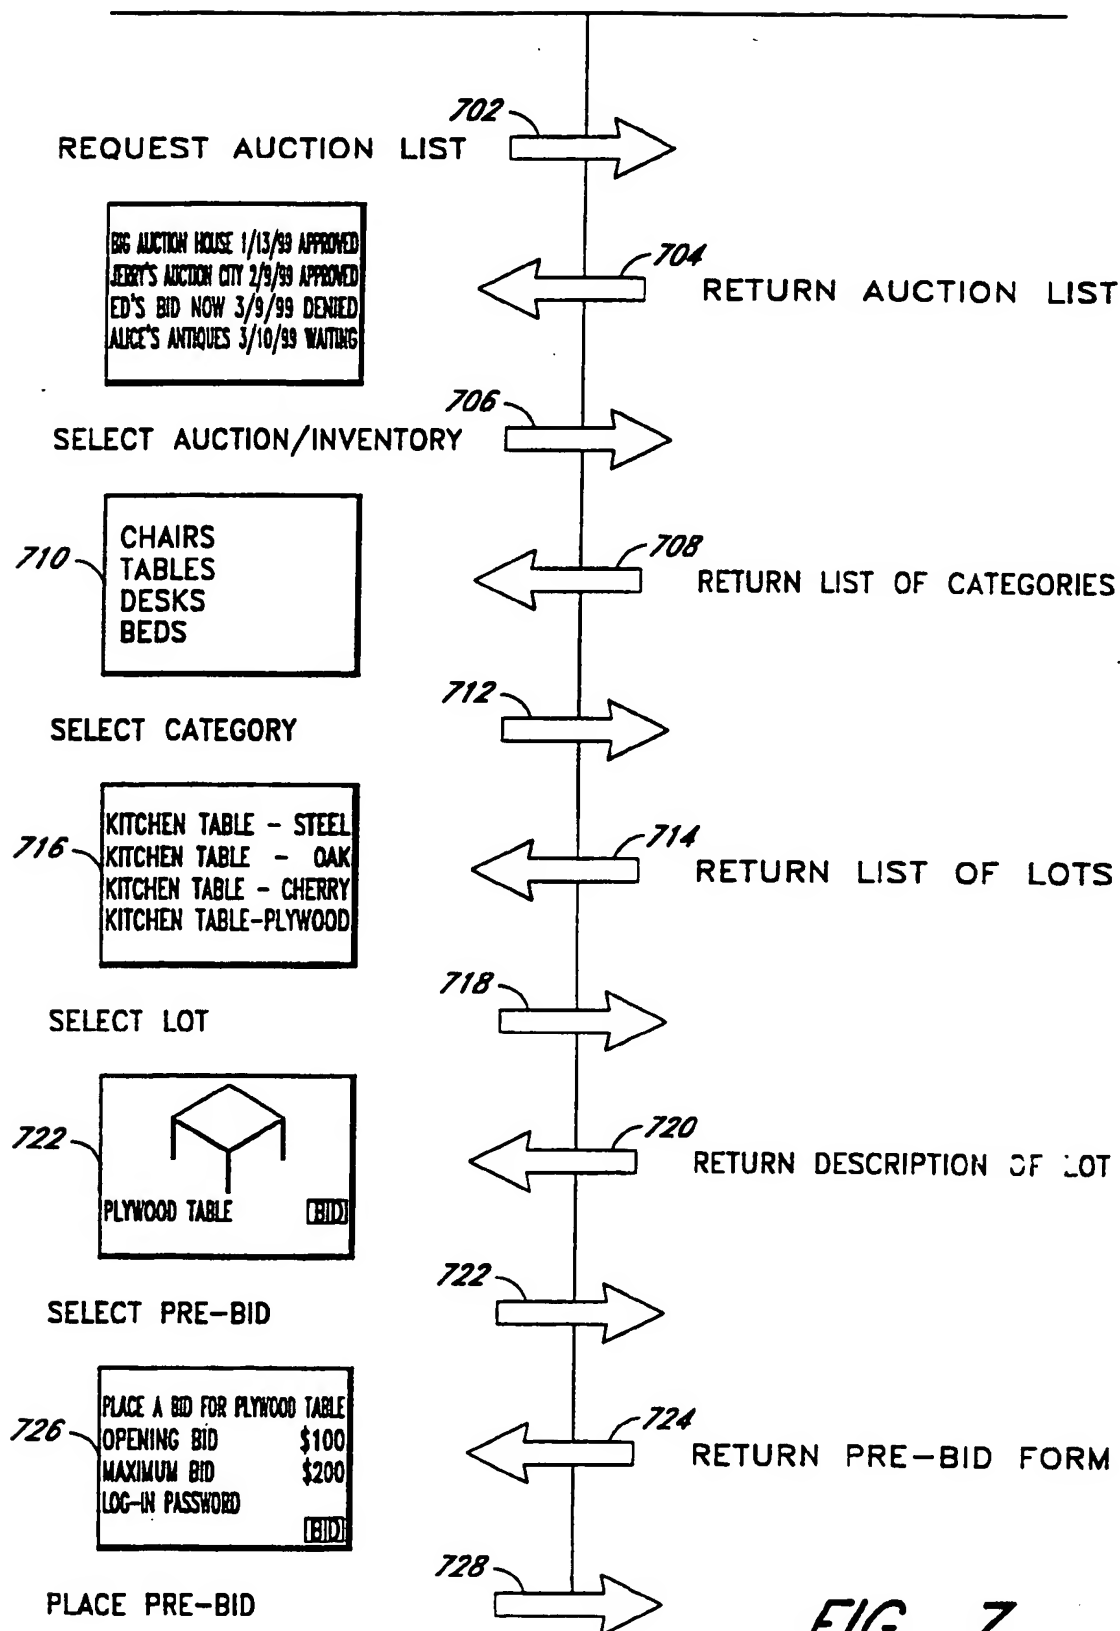 702
REQUEST AUCTION LIST
BIG AUCTION HOUSE 1/13/99 APPROVED
JERRY'S AUCTION CITY 2/9/99 APPROVED
ED'S BID NOW 3/9/99 DENIED
ALICE'S ANTIQUES 3/10/99 WAITING
704
RETURN AUCTION LIST
706
SELECT AUCTION/INVENTORY
710
CHAIRS
TABLES
DESKS
BEDS
708
RETURN LIST OF CATEGORIES
712
SELECT CATEGORY
716
KITCHEN TABLE - STEEL
KITCHEN TABLE - OAK
KITCHEN TABLE - CHERRY
KITCHEN TABLE-PLYWOOD
714
RETURN LIST OF LOTS
718
SELECT LOT
722
PLYWOOD TABLE BID
720
RETURN DESCRIPTION OF LOT
722
SELECT PRE-BID
726
PLACE A BID FOR PLYWOOD TABLE
OPENING BID $100
MAXIMUM BID $200
LOG-IN PASSWORD
BID
724
RETURN PRE-BID FORM
728
PLACE PRE-BID
FIG. 7